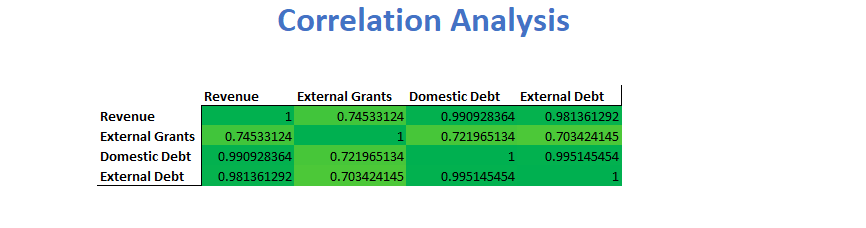 Correlation Analysis
Revenue External Grants Domestic Debt External Debt
Revenue 1 0.74533124 0.990928364 0.981361292
External Grants 0.74533124 1 0.721965134 0.703424145
Domestic Debt 0.990928364 0.721965134 1 0.995145454
External Debt 0.981361292 0.703424145 0.995145454 1